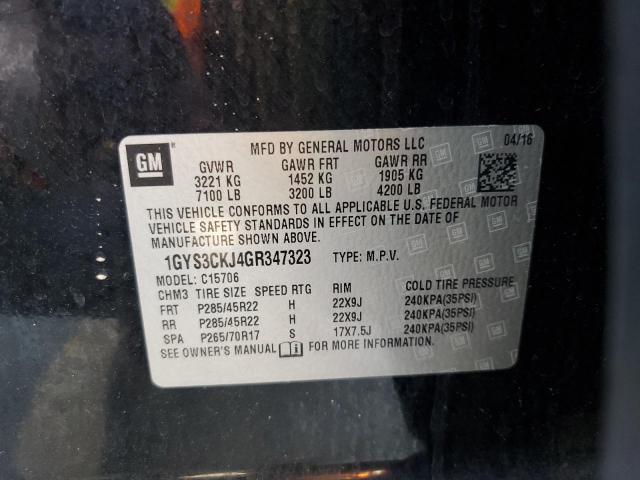 GM
MFD BY GENERAL MOTORS LLC 04/16
GVWR GAWR FRT GAWR RR
3221 KG 1452 KG 1905 KG
7100 LB 3200 LB 4200 LB
THIS VEHICLE CONFORMS TO ALL APPLICABLE U.S. FEDERAL MOTOR
VEHICLE SAFETY STANDARDS IN EFFECT ON THE DATE OF
MANUFACTURE SHOWN ABOVE.
1GYS3CKJ4GR347323 TYPE: M.P.V.
MODEL: C15706
CHM3 TIRE SIZE SPEED RTG RIM COLD TIRE PRESSURE
FRT P285/45R22 H 22X9J 240KPA(35PSI)
RR P285/45R22 H 22X9J 240KPA(35PSI)
SPA P265/70R17 S 17X7.5J 240KPA(35PSI)
SEE OWNER'S MANUAL FOR MORE INFORMATION.